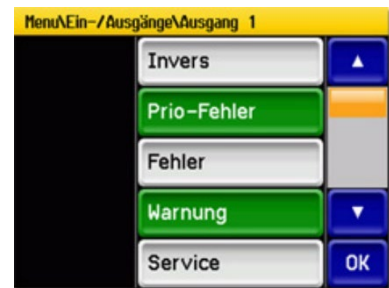 Menu\Ein-/Ausgänge\Ausgang 1
Invers
Prio-Fehler
Fehler
Warnung
Service
OK